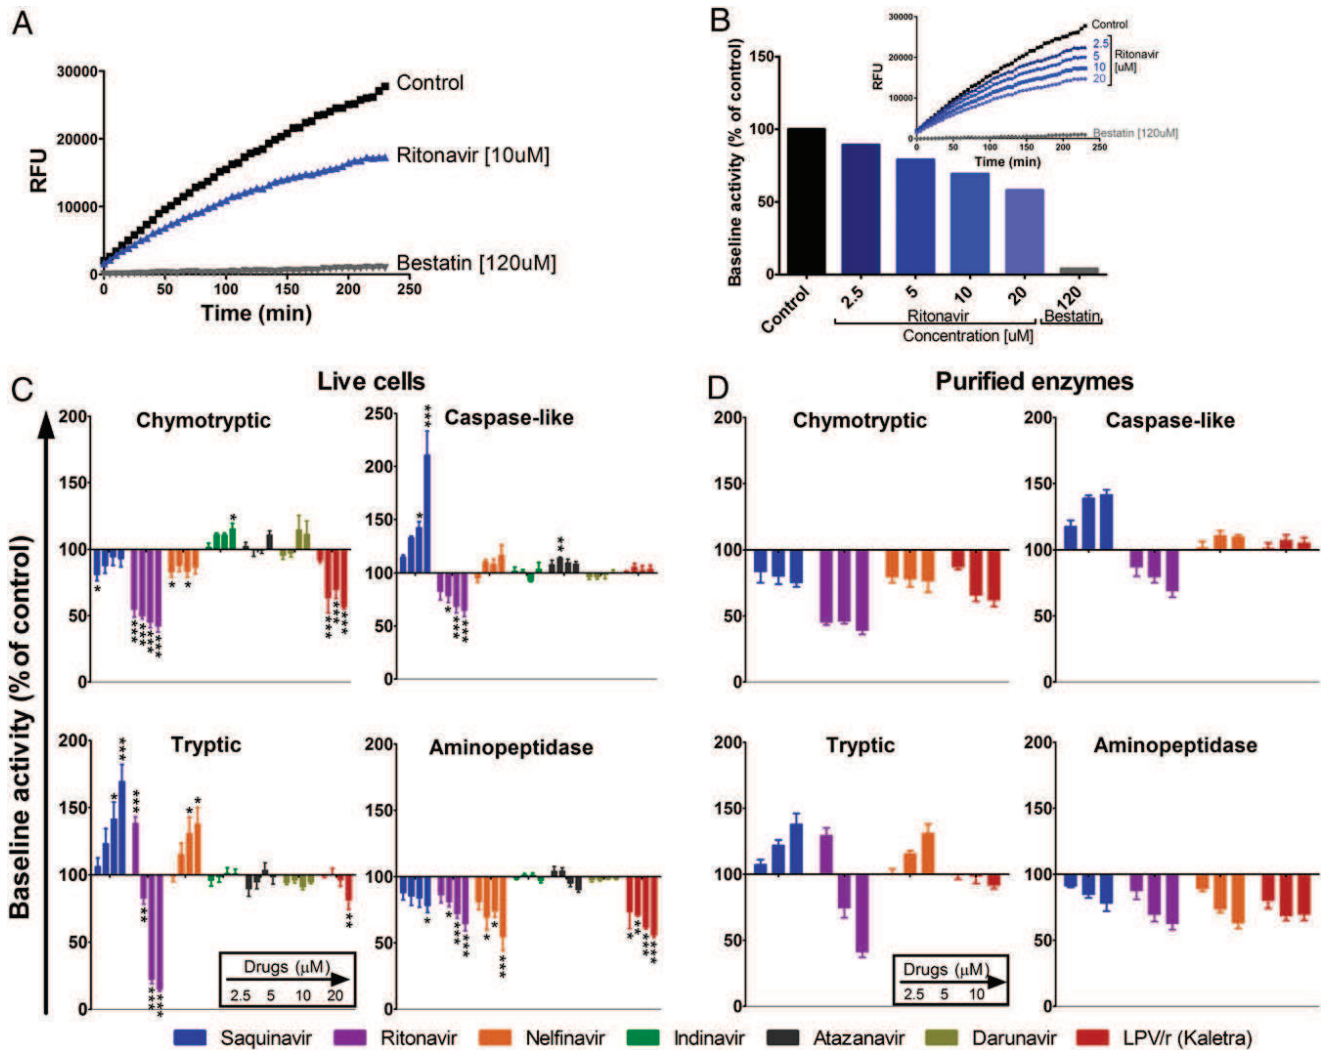 A
30000
20000
10000
0
RFU
Control
Ritonavir [10uM]
Bestatin [120uM]
0 50 100 150 200 250
Time (min)
B
150
100
50
0
Baseline activity (% of control)
Control
2.5
5
10
20
120
Ritonavir
Bestatin
Concentration [uM]
30000
20000
10000
0
RFU
Control
2.5
5
10
20
Ritonavir
[uM]
Bestatin [120uM]
0 50 100 150 200 250
Time (min)
C
Live cells
Baseline activity (% of control)
Chymotryptic
200
150
100
50
0
*
***
***
***
***
*
*
*
***
***
***
Caspase-like
250
200
150
100
50
0
*
***
*
***
***
**
Tryptic
200
150
100
50
0
*
***
***
**
***
***
*
*
**
Drugs (µM)
2.5 5 10 20
Aminopeptidase
200
150
100
50
0
*
*
***
***
*
*
***
*
**
***
***
D
Purified enzymes
Chymotryptic
200
150
100
50
0
Caspase-like
200
150
100
50
0
Tryptic
200
150
100
50
0
Drugs (µM)
2.5 5 10
Aminopeptidase
200
150
100
50
0
Saquinavir Ritonavir Nelfinavir Indinavir Atazanavir Darunavir LPV/r (Kaletra)